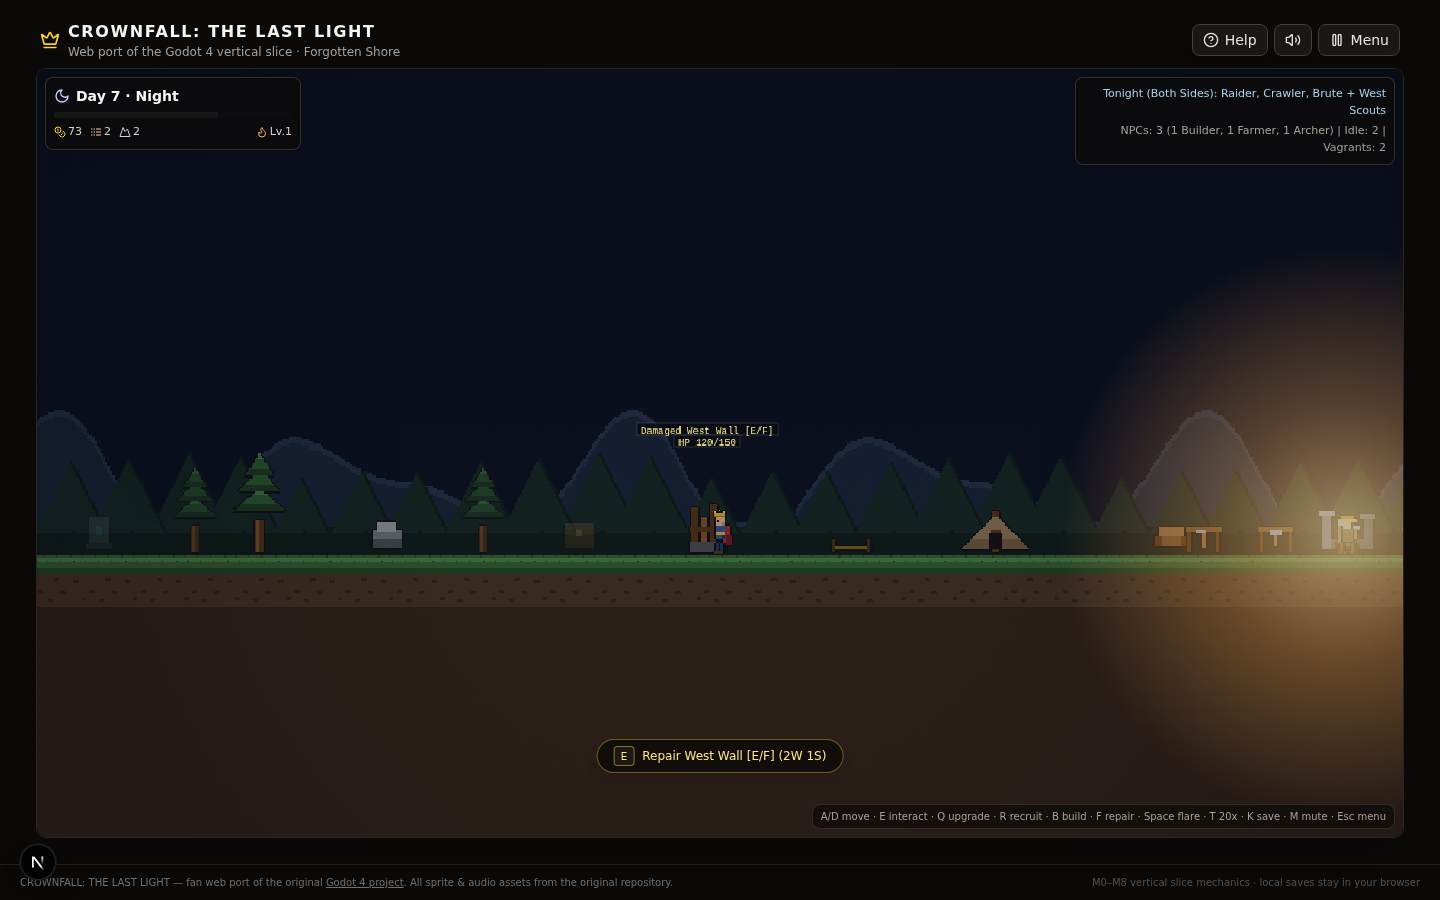 CROWNFALL: THE LAST LIGHT
Web port of the Godot 4 vertical slice · Forgotten Shore
Help
Menu
Day 7 · Night
73 2 2 Lv.1
Tonight (Both Sides): Raider, Crawler, Brute + West
Scouts
NPCs: 3 (1 Builder, 1 Farmer, 1 Archer) | Idle: 2 |
Vagrants: 2
Damaged West Wall [E/F]
HP 120/150
E Repair West Wall [E/F] (2W 1S)
A/D move · E interact · Q upgrade · R recruit · B build · F repair · Space flare · T 20x · K save · M mute · Esc menu
N
CROWNFALL: THE LAST LIGHT — fan web port of the original Godot 4 project. All sprite & audio assets from the original repository.
M0–M8 vertical slice mechanics · local saves stay in your browser